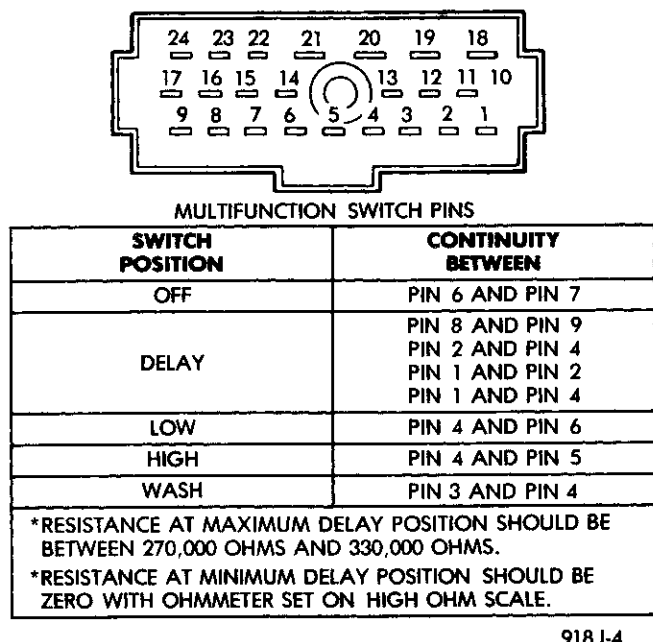 24 23 22 21 20 19 18
17 16 15 14 13 12 11 10
9 8 7 6 5 4 3 2 1
MULTIFUNCTION SWITCH PINS
SWITCH POSITION
CONTINUITY BETWEEN
OFF
PIN 6 AND PIN 7
DELAY
PIN 8 AND PIN 9
PIN 2 AND PIN 4
PIN 1 AND PIN 2
PIN 1 AND PIN 4
LOW
PIN 4 AND PIN 6
HIGH
PIN 4 AND PIN 5
WASH
PIN 3 AND PIN 4
*RESISTANCE AT MAXIMUM DELAY POSITION SHOULD BE
BETWEEN 270,000 OHMS AND 330,000 OHMS.
*RESISTANCE AT MINIMUM DELAY POSITION SHOULD BE
ZERO WITH OHMMETER SET ON HIGH OHM SCALE.
918J-4